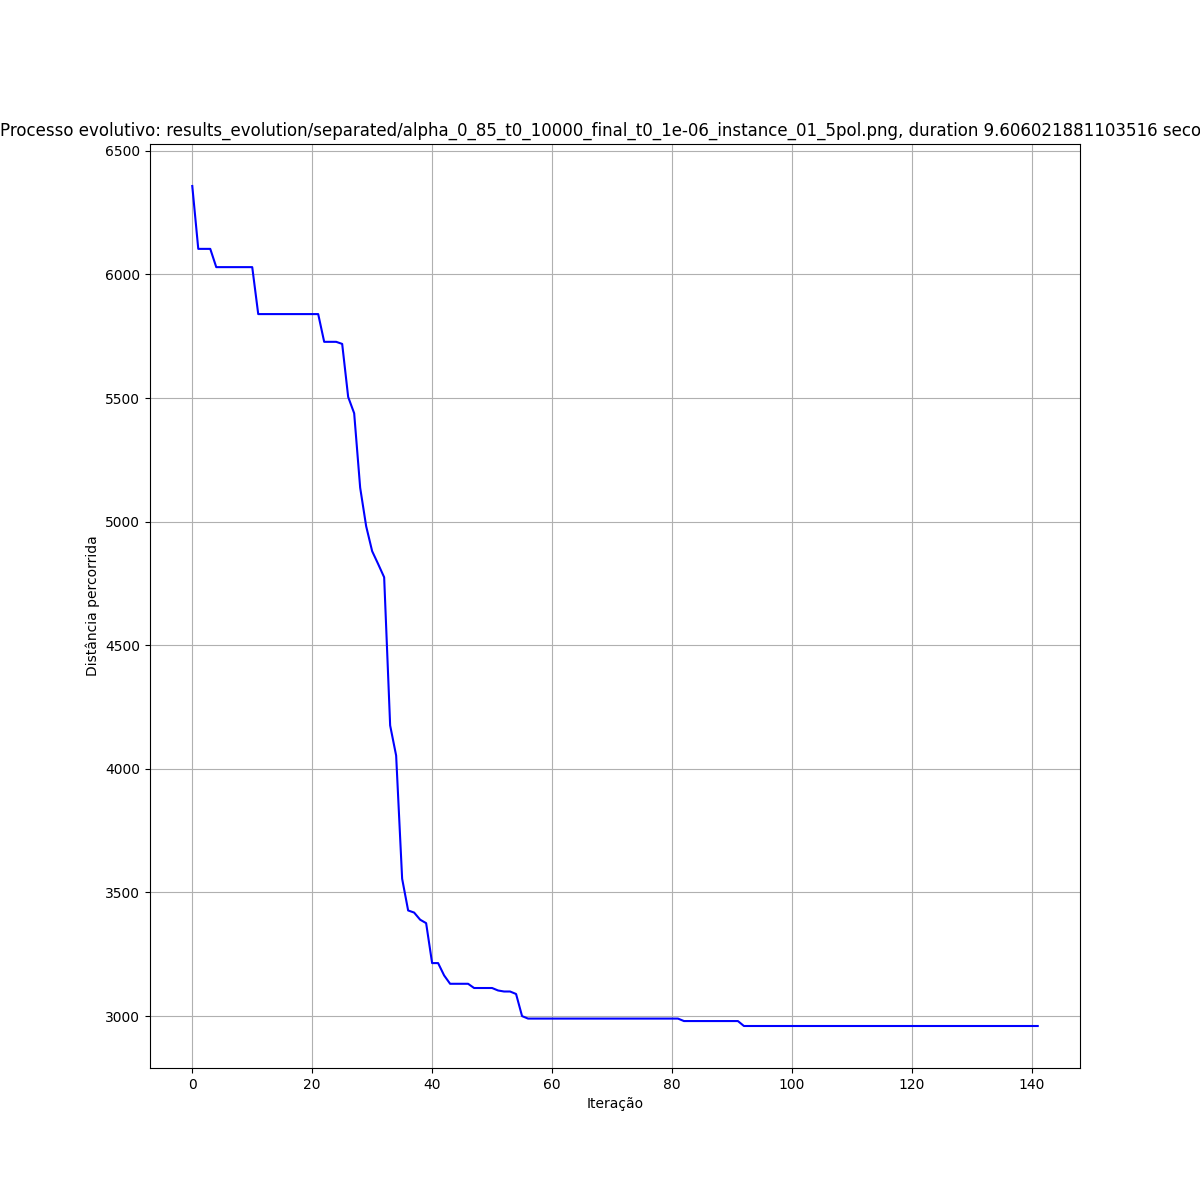 Processo evolutivo: results_evolution/separated/alpha_0_85_t0_10000_final_t0_1e-06_instance_01_5pol.png, duration 9.606021881103516 seco
6500
6000
5500
5000
4500
4000
3500
3000
Distância percorrida
0 20 40 60 80 100 120 140
Iteração